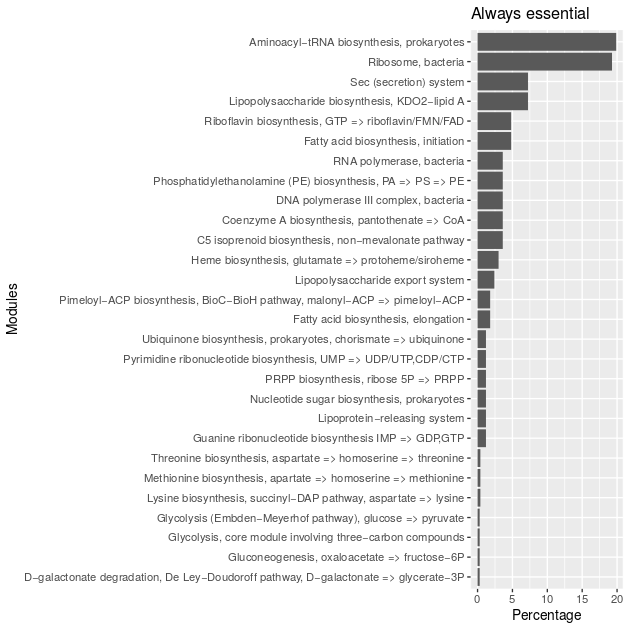 Always essential
Modules
Aminoacyl−tRNA biosynthesis, prokaryotes
Ribosome, bacteria
Sec (secretion) system
Lipopolysaccharide biosynthesis, KDO2−lipid A
Riboflavin biosynthesis, GTP => riboflavin/FMN/FAD
Fatty acid biosynthesis, initiation
RNA polymerase, bacteria
Phosphatidylethanolamine (PE) biosynthesis, PA => PS => PE
DNA polymerase III complex, bacteria
Coenzyme A biosynthesis, pantothenate => CoA
C5 isoprenoid biosynthesis, non−mevalonate pathway
Heme biosynthesis, glutamate => protoheme/siroheme
Lipopolysaccharide export system
Pimeloyl−ACP biosynthesis, BioC−BioH pathway, malonyl−ACP => pimeloyl−ACP
Fatty acid biosynthesis, elongation
Ubiquinone biosynthesis, prokaryotes, chorismate => ubiquinone
Pyrimidine ribonucleotide biosynthesis, UMP => UDP/UTP,CDP/CTP
PRPP biosynthesis, ribose 5P => PRPP
Nucleotide sugar biosynthesis, prokaryotes
Lipoprotein−releasing system
Guanine ribonucleotide biosynthesis IMP => GDP,GTP
Threonine biosynthesis, aspartate => homoserine => threonine
Methionine biosynthesis, apartate => homoserine => methionine
Lysine biosynthesis, succinyl−DAP pathway, aspartate => lysine
Glycolysis (Embden−Meyerhof pathway), glucose => pyruvate
Glycolysis, core module involving three−carbon compounds
Gluconeogenesis, oxaloacetate => fructose−6P
D−galactonate degradation, De Ley−Doudoroff pathway, D−galactonate => glycerate−3P
0 5 10 15 20
Percentage